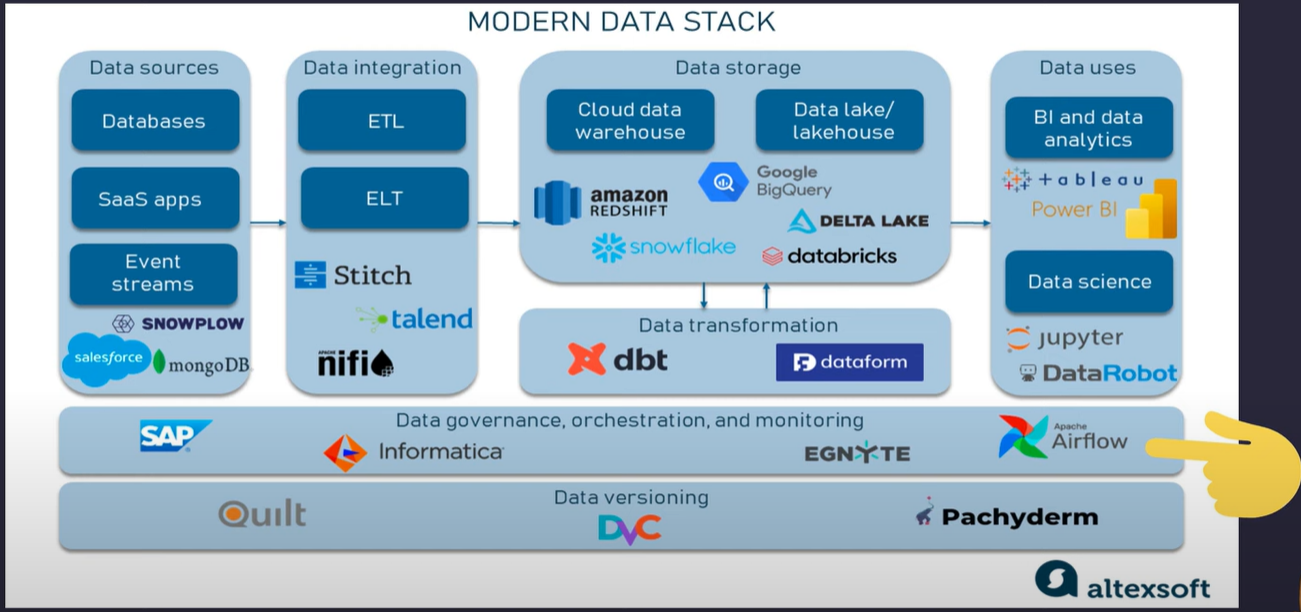 MODERN DATA STACK
Data sources
Databases
SaaS apps
Event
streams
SNOWPLOW
salesforce
mongoDB
Data integration
ETL
ELT
Stitch
talend
APACHE
nifi
Data storage
Cloud data
warehouse
Data lake/
lakehouse
amazon
REDSHIFT
Google
BigQuery
DELTA LAKE
snowflake
databricks
Data transformation
dbt
dataform
Data uses
BI and data
analytics
+ableau
Power BI
Data science
jupyter
DataRobot
Data governance, orchestration, and monitoring
SAP
Informatica
EGNYTE
Apache
Airflow
Data versioning
Quilt
DVC
Pachyderm
altexsoft